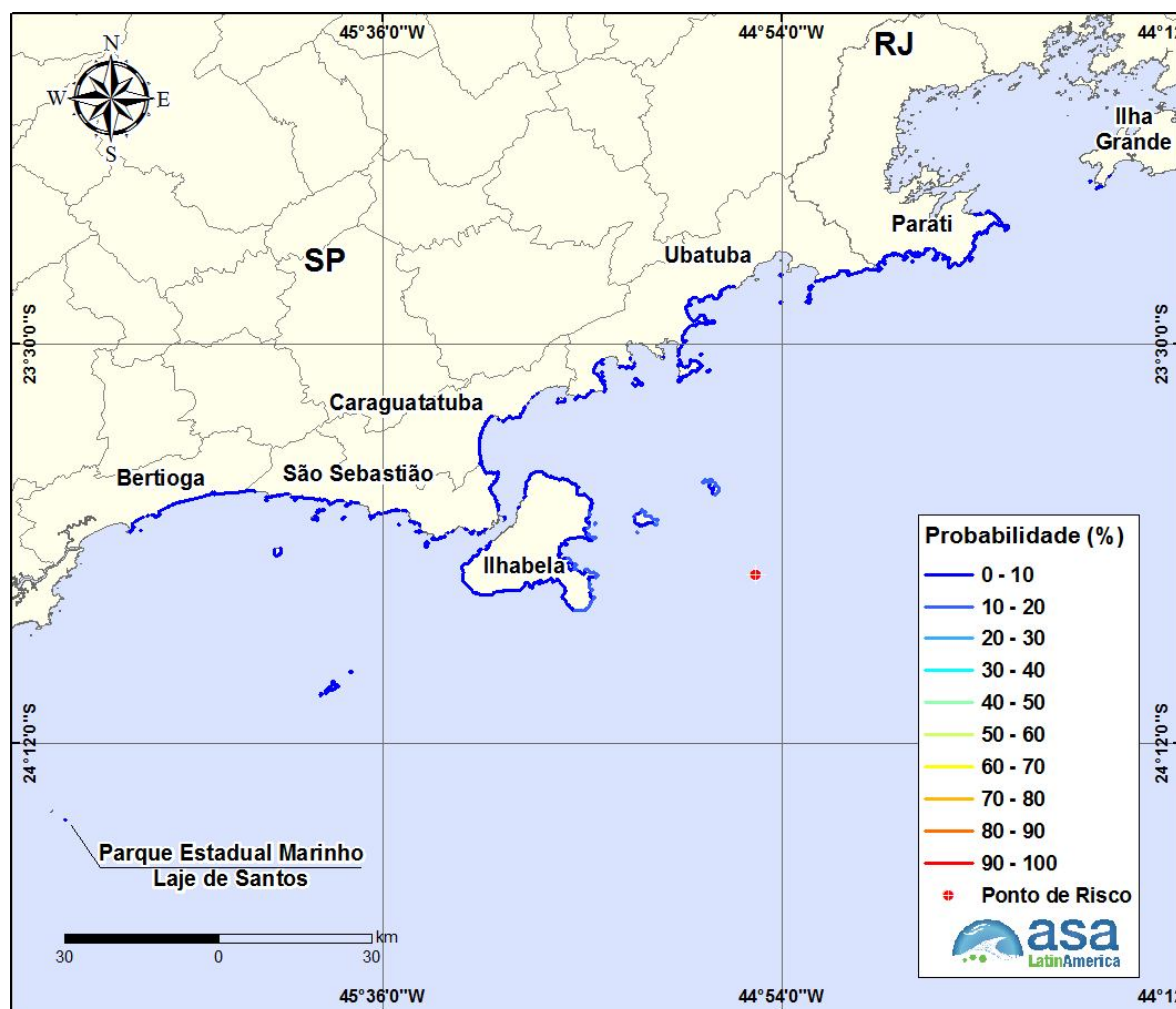 45°36'0"W
44°54'0"W
44°12
N
W
E
S
RJ
Ilha
Grande
Parati
Ubatuba
SP
23°30'0"S
23°30'0"S
Caraguatatuba
São Sebastião
Bertioga
Ilhabela
Probabilidade (%)
0 - 10
10 - 20
20 - 30
30 - 40
40 - 50
50 - 60
60 - 70
70 - 80
80 - 90
90 - 100
Ponto de Risco
asa
LatinAmerica
24°12'0"S
24°12'0"S
Parque Estadual Marinho
Laje de Santos
km
30
0
30
45°36'0"W
44°54'0"W
44°12